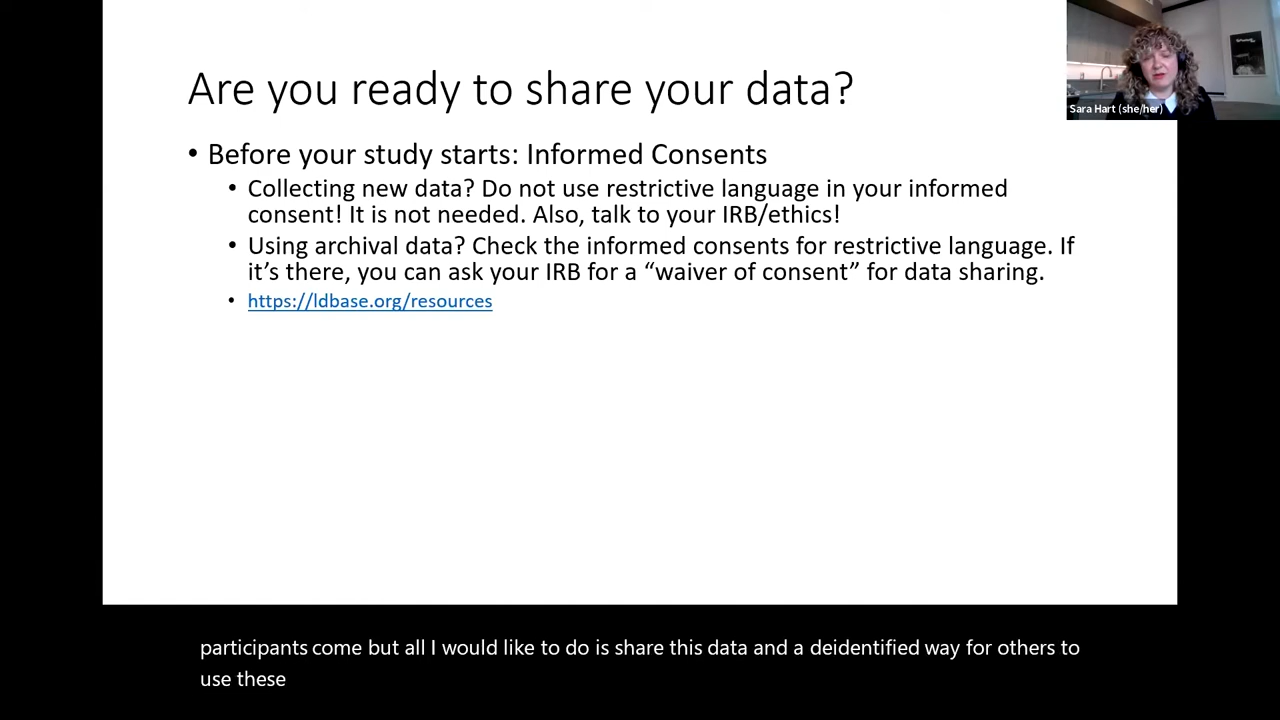 Are you ready to share your data?
Sara Hart (she/her)
• Before your study starts: Informed Consents
• Collecting new data? Do not use restrictive language in your informed
consent! It is not needed. Also, talk to your IRB/ethics!
• Using archival data? Check the informed consents for restrictive language. If
it’s there, you can ask your IRB for a “waiver of consent” for data sharing.
• https://ldbase.org/resources
participants come but all I would like to do is share this data and a deidentified way for others to
use these